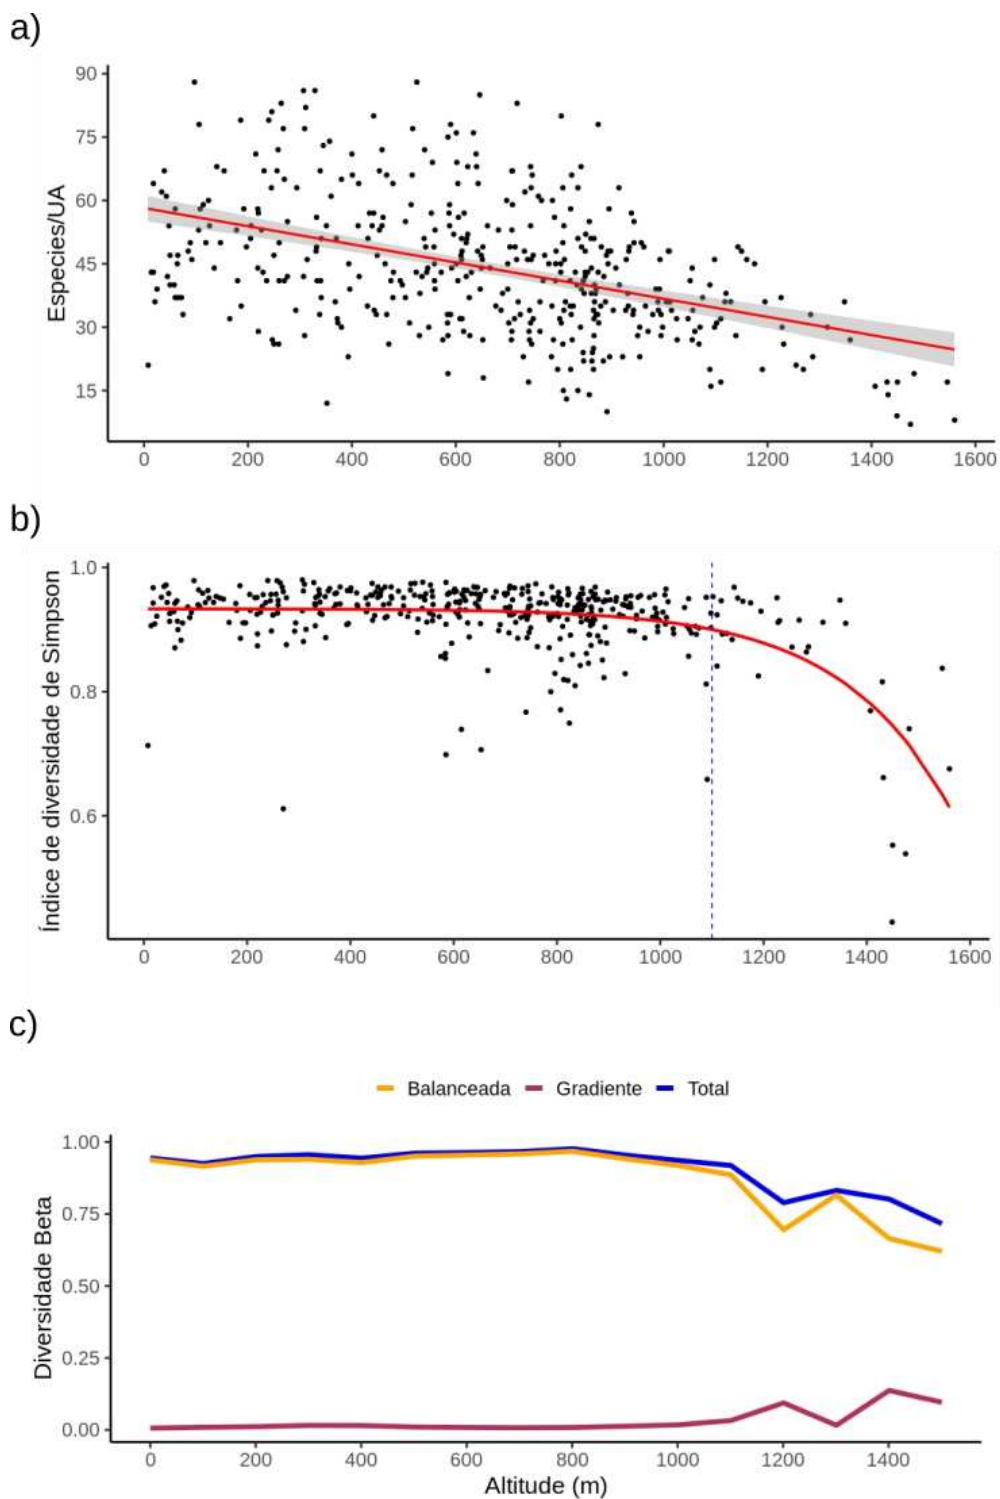 a)
Especies/UA
90
75
60
45
30
15
0 200 400 600 800 1000 1200 1400 1600
b)
Índice de diversidade de Simpson
1.0
0.8
0.6
0 200 400 600 800 1000 1200 1400 1600
c)
Balanceada Gradiente Total
Diversidade Beta
1.00
0.75
0.50
0.25
0.00
0 200 400 600 800 1000 1200 1400
Altitude (m)